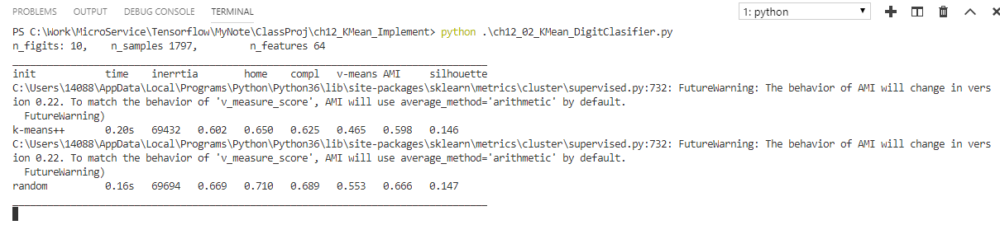 PROBLEMS OUTPUT DEBUG CONSOLE TERMINAL 1: python
PS C:\Work\MicroService\Tensorflow\MyNote\ClassProj\ch12_KMean_Implement> python .\ch12_02_KMean_DigitClasifier.py
n_figits: 10, n_samples 1797, n_features 64
__________________________________________________________________________________
init time inerrtia home compl v-means AMI silhouette
C:\Users\14088\AppData\Local\Programs\Python\Python36\lib\site-packages\sklearn\metrics\cluster\supervised.py:732: FutureWarning: The behavior of AMI will change in vers
ion 0.22. To match the behavior of 'v_measure_score', AMI will use average_method='arithmetic' by default.
FutureWarning)
k-means++ 0.20s 69432 0.602 0.650 0.625 0.465 0.598 0.146
C:\Users\14088\AppData\Local\Programs\Python\Python36\lib\site-packages\sklearn\metrics\cluster\supervised.py:732: FutureWarning: The behavior of AMI will change in vers
ion 0.22. To match the behavior of 'v_measure_score', AMI will use average_method='arithmetic' by default.
FutureWarning)
random 0.16s 69694 0.669 0.710 0.689 0.553 0.666 0.147
__________________________________________________________________________________